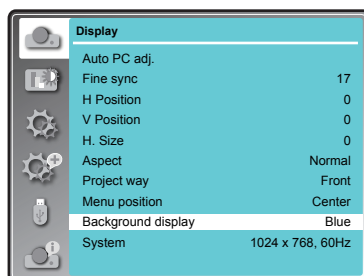 Display
Auto PC adj.
Fine sync 17
H Position 0
V Position 0
H. Size 0
Aspect Normal
Project way Front
Menu position Center
Background display Blue
System 1024 x 768, 60Hz